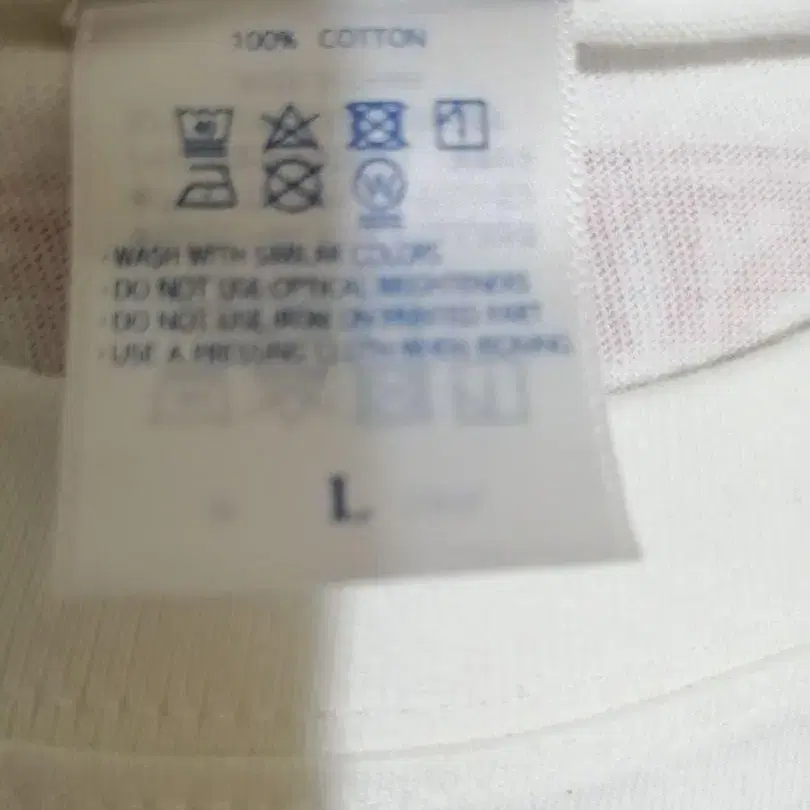 100% COTTON
W
· WASH WITH SIMILAR COLORS
· DO NOT USE OPTICAL BRIGHTENERS
· DO NOT USE IRON ON PRINTED PART
· USE A PRESSING CLOTH WHEN IRONING
L